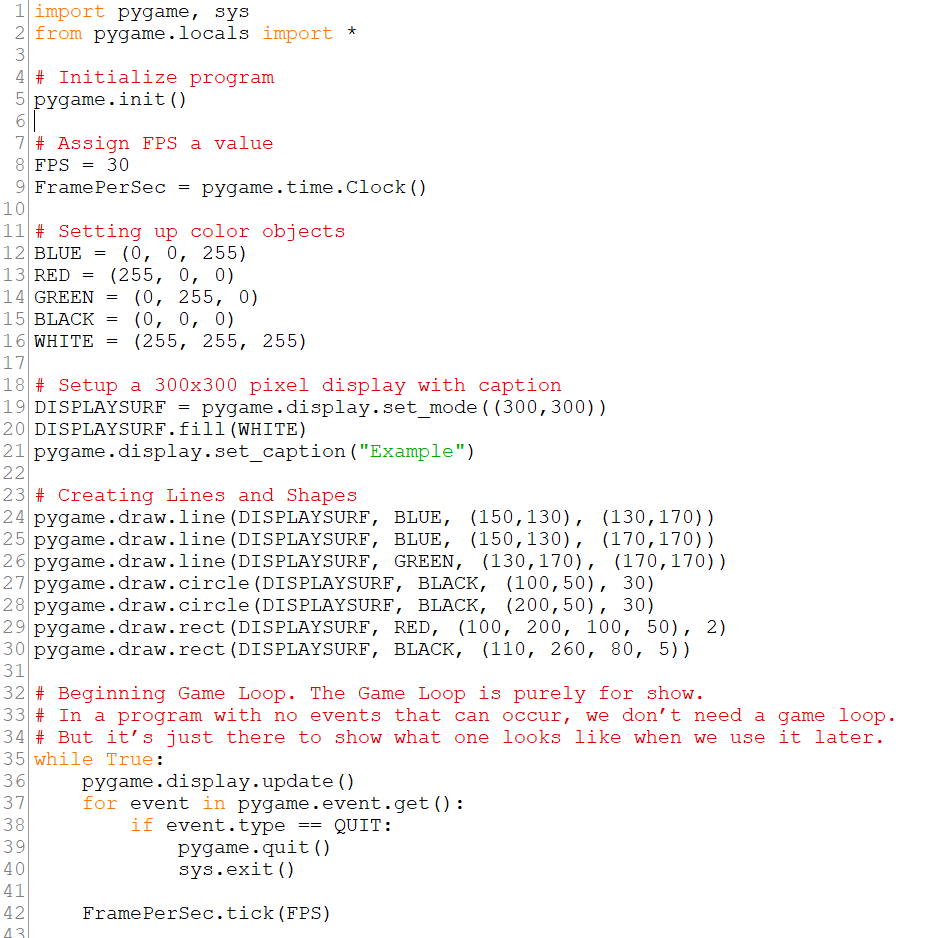 1 import pygame, sys
2 from pygame.locals import *
3
4 # Initialize program
5 pygame.init()
6
7 # Assign FPS a value
8 FPS = 30
9 FramePerSec = pygame.time.Clock()
10
11 # Setting up color objects
12 BLUE = (0, 0, 255)
13 RED = (255, 0, 0)
14 GREEN = (0, 255, 0)
15 BLACK = (0, 0, 0)
16 WHITE = (255, 255, 255)
17
18 # Setup a 300x300 pixel display with caption
19 DISPLAYSURF = pygame.display.set_mode((300,300))
20 DISPLAYSURF.fill(WHITE)
21 pygame.display.set_caption("Example")
22
23 # Creating Lines and Shapes
24 pygame.draw.line(DISPLAYSURF, BLUE, (150,130), (130,170))
25 pygame.draw.line(DISPLAYSURF, BLUE, (150,130), (170,170))
26 pygame.draw.line(DISPLAYSURF, GREEN, (130,170), (170,170))
27 pygame.draw.circle(DISPLAYSURF, BLACK, (100,50), 30)
28 pygame.draw.circle(DISPLAYSURF, BLACK, (200,50), 30)
29 pygame.draw.rect(DISPLAYSURF, RED, (100, 200, 100, 50), 2)
30 pygame.draw.rect(DISPLAYSURF, BLACK, (110, 260, 80, 5))
31
32 # Beginning Game Loop. The Game Loop is purely for show.
33 # In a program with no events that can occur, we don’t need a game loop.
34 # But it’s just there to show what one looks like when we use it later.
35 while True:
36     pygame.display.update()
37     for event in pygame.event.get():
38         if event.type == QUIT:
39             pygame.quit()
40             sys.exit()
41
42     FramePerSec.tick(FPS)
43